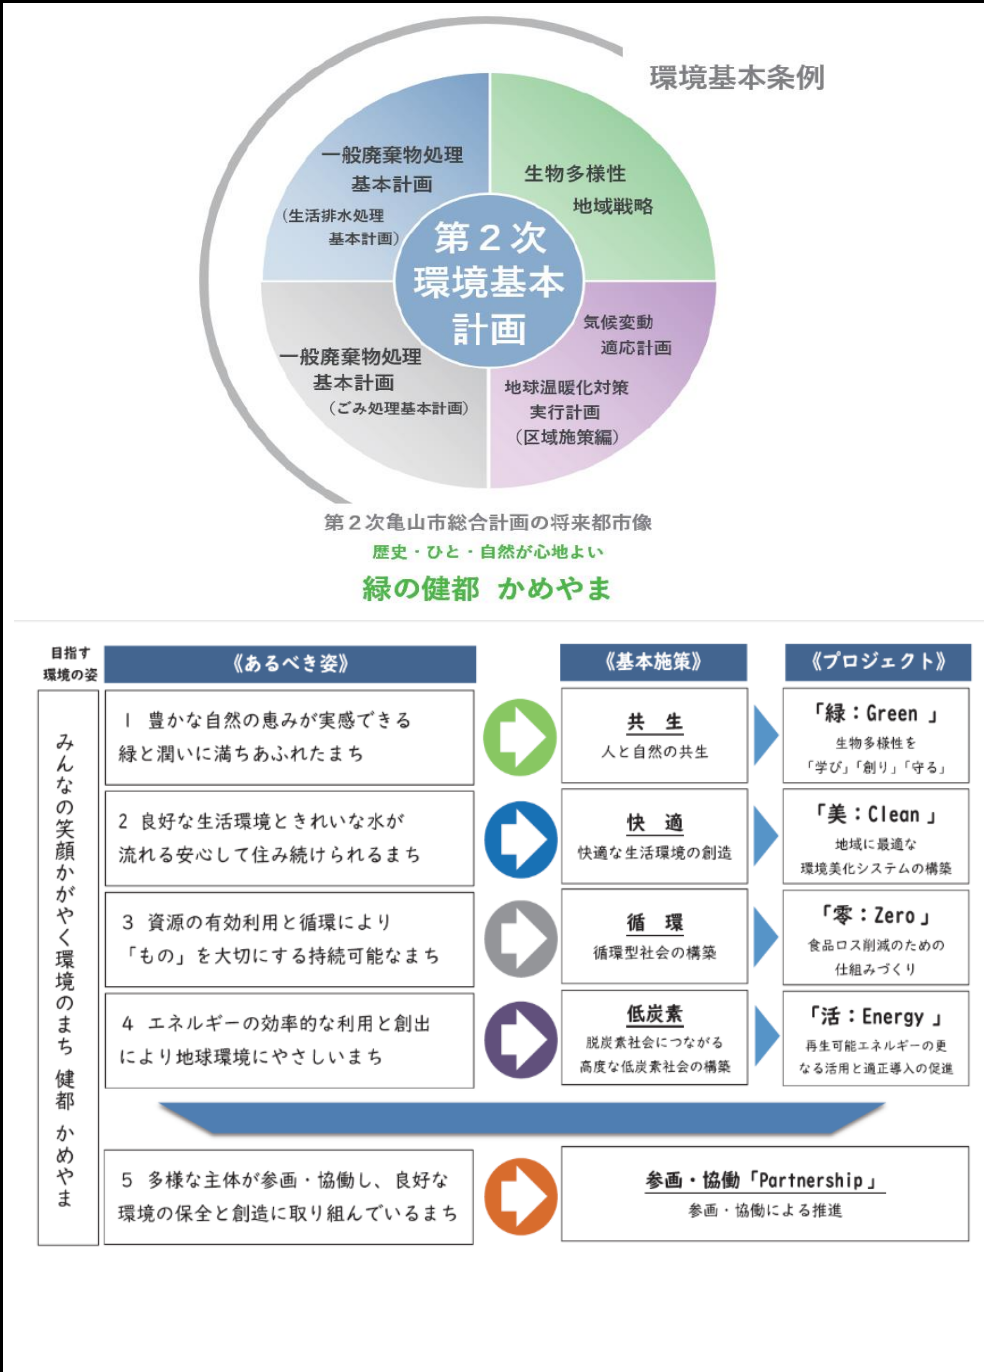 環境基本条例
一般廃棄物処理
基本計画
(生活排水処理
基本計画)
生物多様性
地域戦略
第2次
環境基本
計画
一般廃棄物処理
基本計画
(ごみ処理基本計画)
気候変動
適応計画
地球温暖化対策
実行計画
(区域施策編)
第2次亀山市総合計画の将来都市像
歴史・ひと・自然が心地よい
緑の健都 かめやま
目指す
環境の姿
《あるべき姿》
《基本施策》
《プロジェクト》
みんなの笑顔かがやく環境のまち 健都 かめやま
1 豊かな自然の恵みが実感できる
緑と潤いに満ちあふれたまち
共 生
人と自然の共生
「緑：Green 」
生物多様性を
「学び」「創り」「守る」
2 良好な生活環境ときれいな水が
流れる安心して住み続けられるまち
快 適
快適な生活環境の創造
「美：Clean 」
地域に最適な
環境美化システムの構築
3 資源の有効利用と循環により
「もの」を大切にする持続可能なまち
循 環
循環型社会の構築
「零：Zero 」
食品ロス削減のための
仕組みづくり
4 エネルギーの効率的な利用と創出
により地球環境にやさしいまち
低炭素
脱炭素社会につながる
高度な低炭素社会の構築
「活：Energy 」
再生可能エネルギーの更
なる活用と適正導入の促進
5 多様な主体が参画・協働し、良好な
環境の保全と創造に取り組んでいるまち
参画・協働「Partnership 」
参画・協働による推進